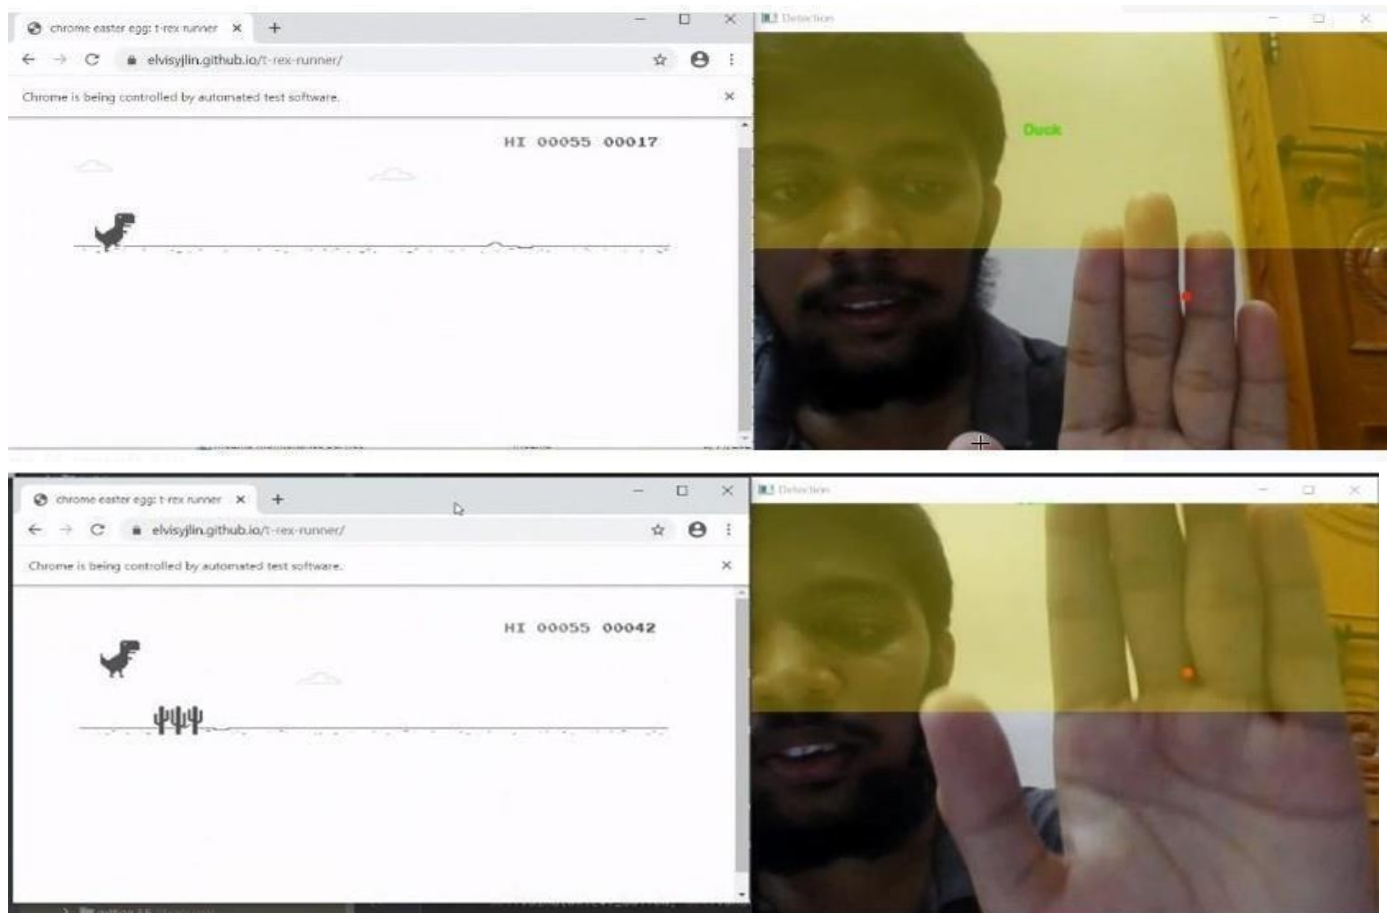 chrome easter egg: t-rex runner
Detection
elvisyjlin.github.io/t-rex-runner/
Chrome is being controlled by automated test software.
HI 00055 00017
Duck
chrome easter egg: t-rex runner
Detection
elvisyjlin.github.io/t-rex-runner/
Chrome is being controlled by automated test software.
HI 00055 00042